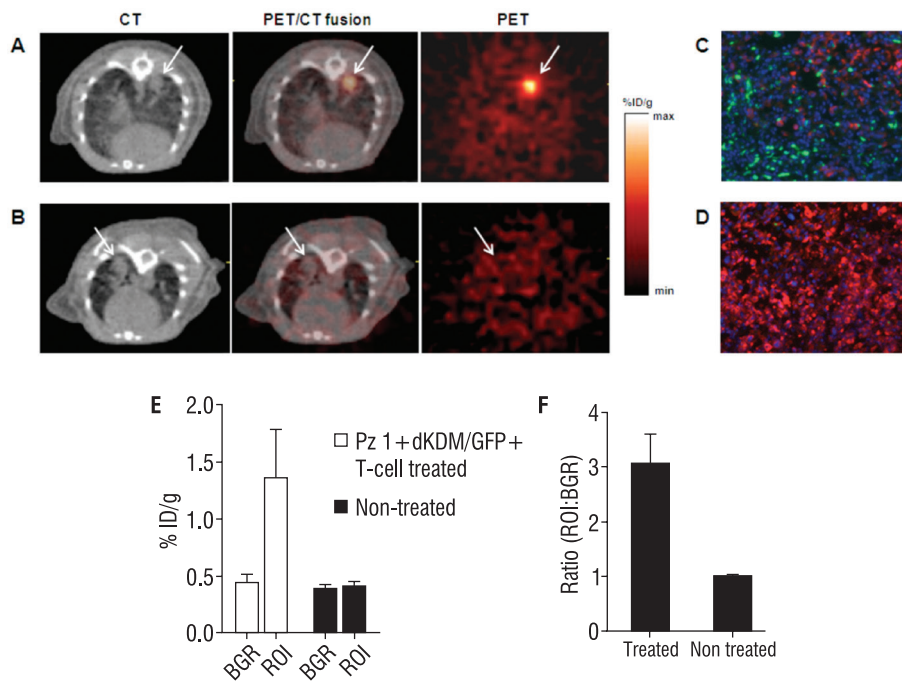 CT PET/CT fusion PET
A
C
%ID/g
max
B
D
min
E
2.0
1.5
1.0
0.5
0.0
% ID/g
Pz 1+dKDM/GFP+
T-cell treated
Non-treated
BGR ROI BGR ROI
F
4
3
2
1
0
Ratio (ROI:BGR)
Treated Non treated